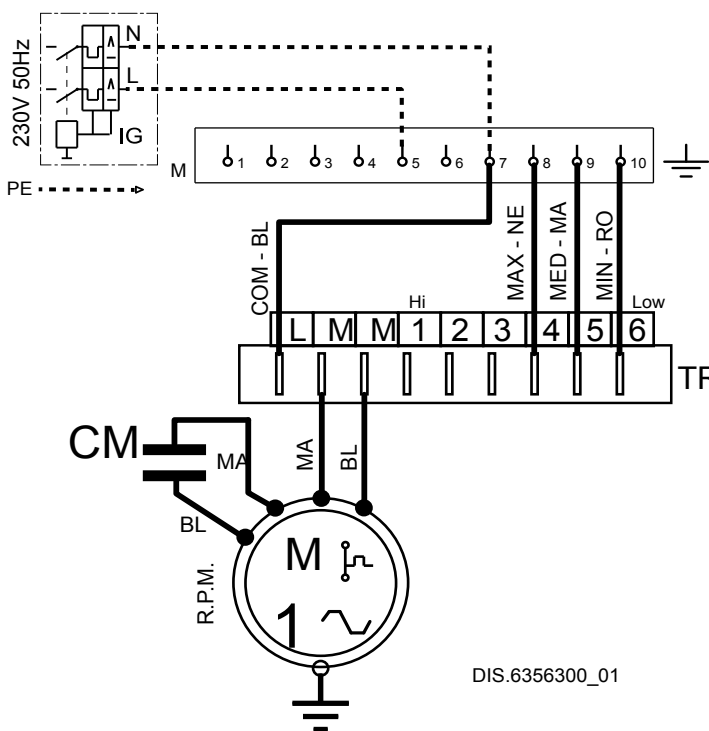 230V 50Hz
N
L
IG
PE
M
1 2 3 4 5 6 7 8 9 10
COM - BL
MAX - NE
MED - MA
MIN - RO
Hi
Low
L M M 1 2 3 4 5 6
TR
CM
MA
BL
MA
BL
R.P.M.
M
1
DIS.6356300_01